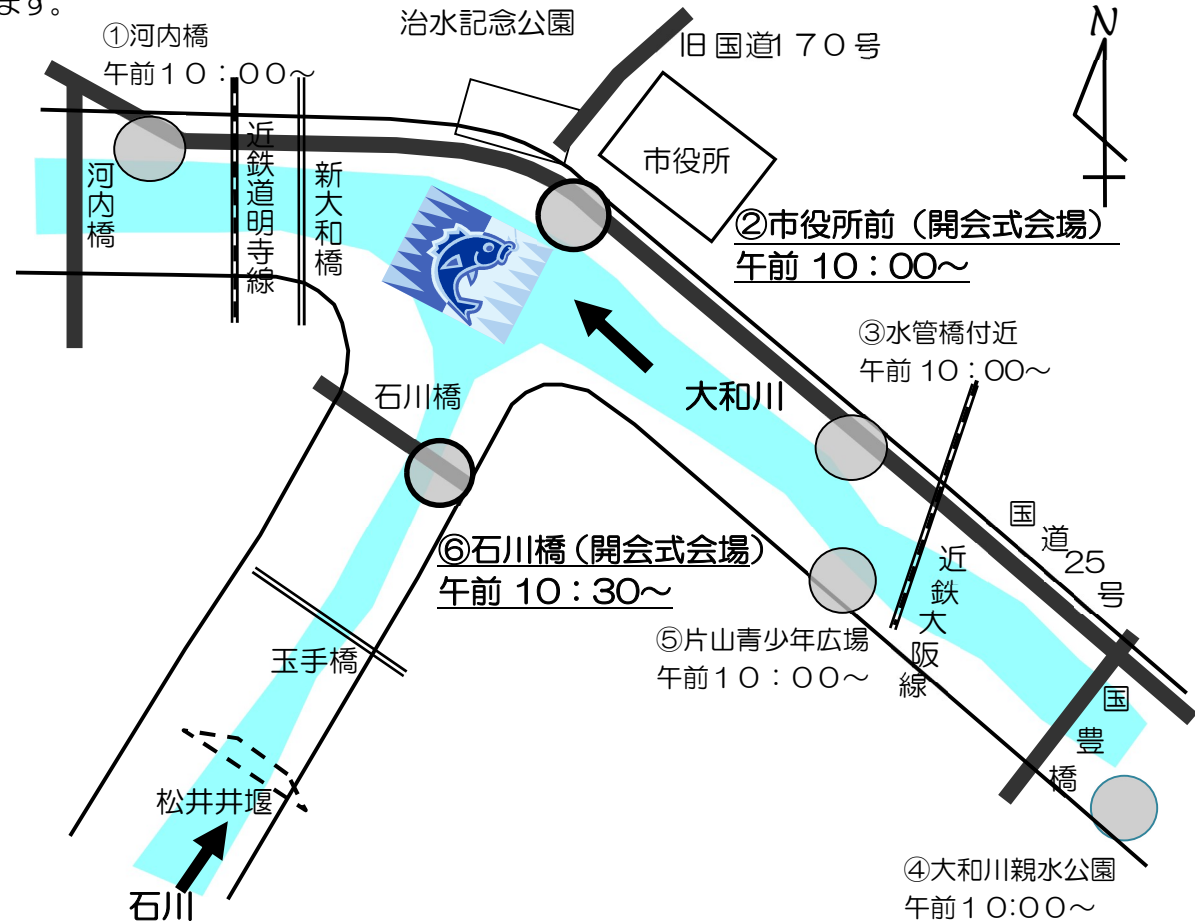 ます。
治水記念公園
①河内橋
午前１０：００～
旧国道１７０号
N
市役所
近鉄道明寺線
新大和橋
河内橋
②市役所前（開会式会場）
午前 10：00～
③水管橋付近
午前 10：00～
石川橋
大和川
国道25号
⑥石川橋（開会式会場）
午前 10：30～
近鉄大阪線
⑤片山青少年広場
午前１０：００～
玉手橋
国豊橋
松井井堰
④大和川親水公園
午前１０:００～
石川